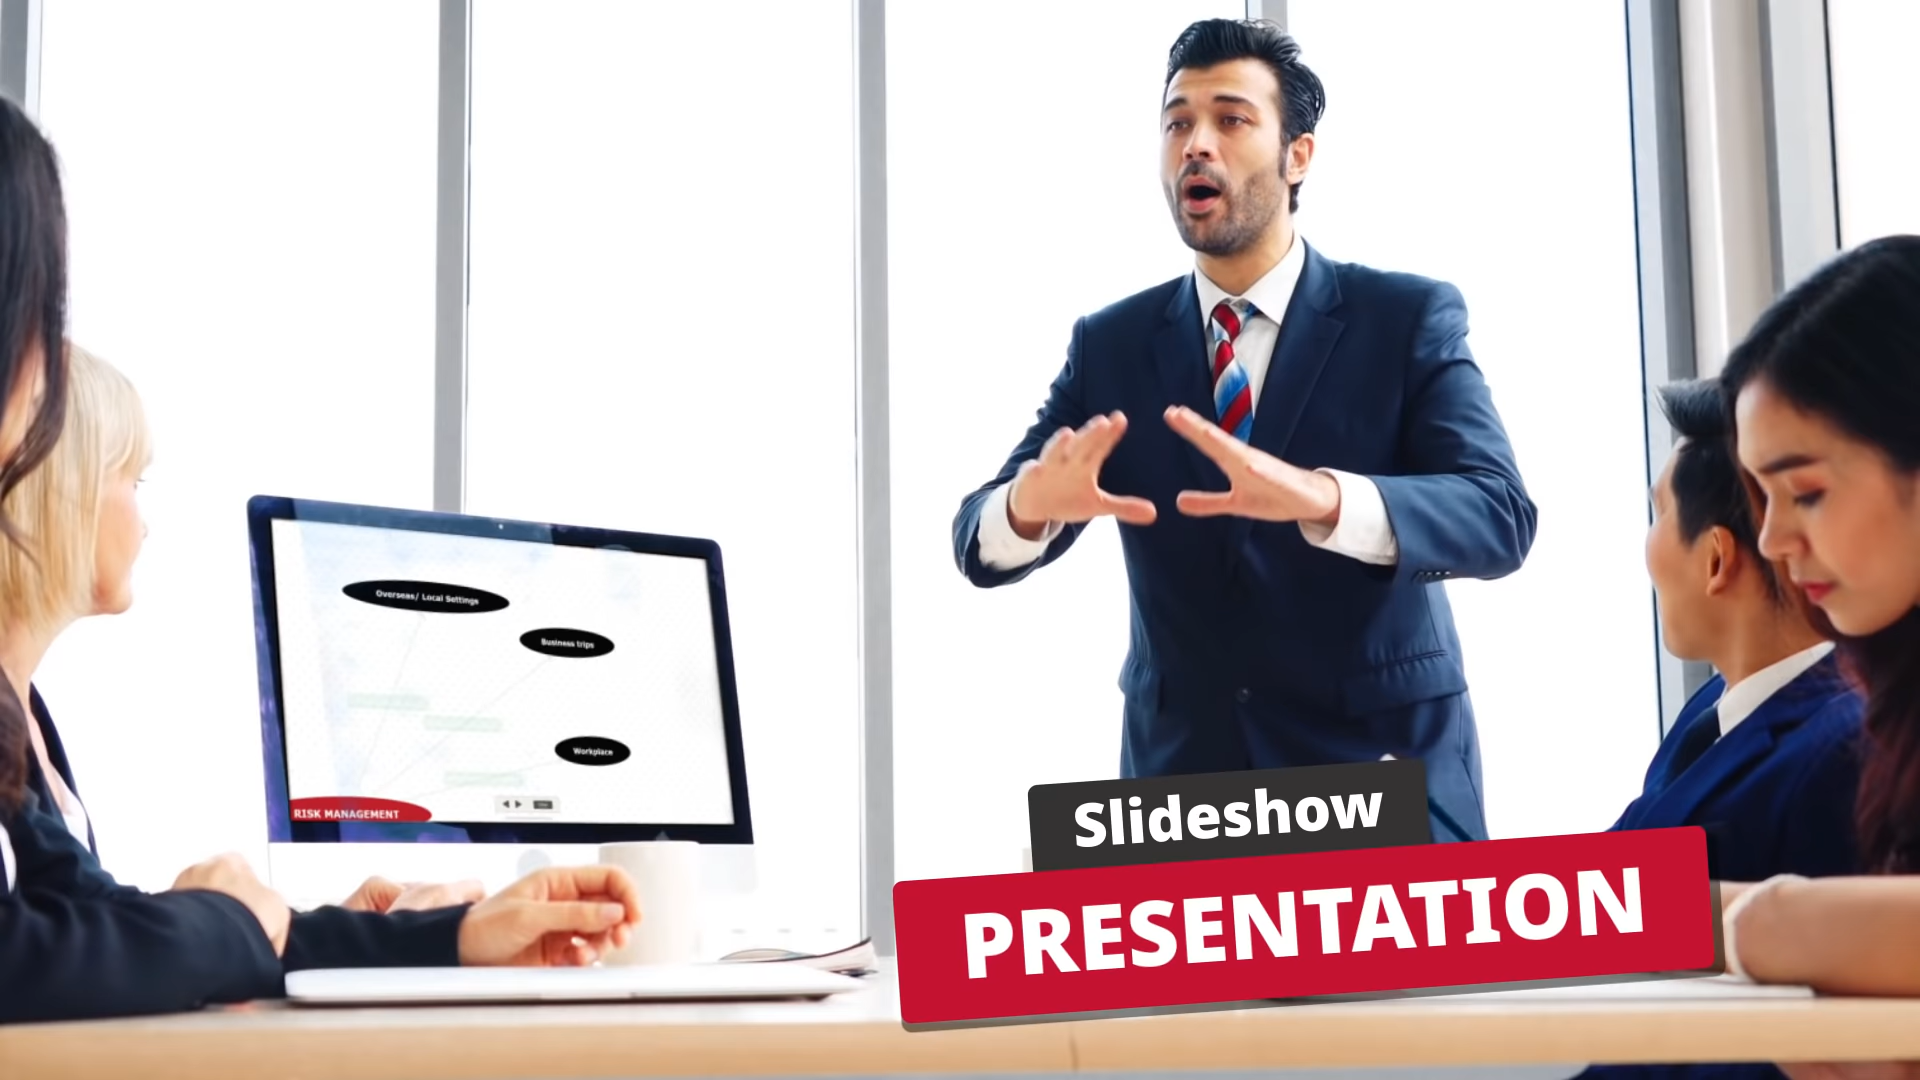 Overseas/ Local Settings
Business trips
Workplace
RISK MANAGEMENT
Slideshow
PRESENTATION